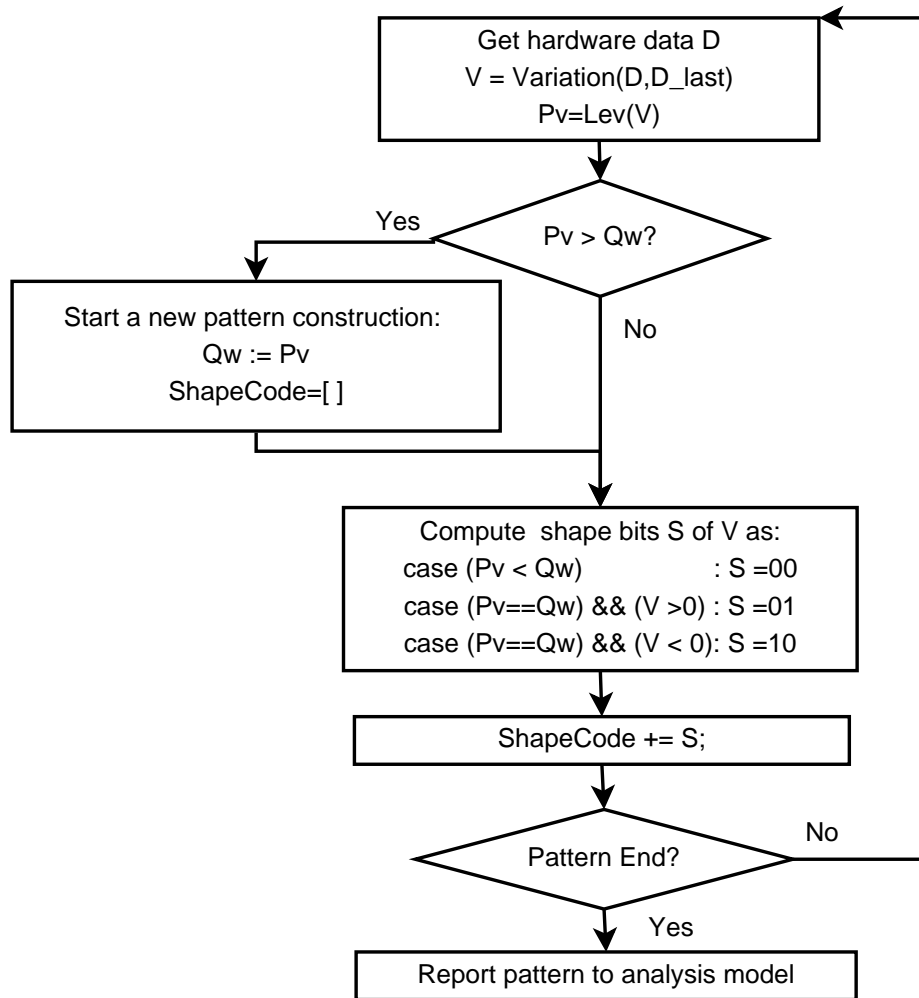 Get hardware data D
V = Variation(D,D_last)
Pv=Lev(V)
Pv > Qw?
Yes
No
Start a new pattern construction:
Qw := Pv
ShapeCode=[ ]
Compute  shape bits S of V as:
case (Pv < Qw) : S =00
case (Pv==Qw) && (V >0) : S =01
case (Pv==Qw) && (V < 0): S =10
ShapeCode += S;
Pattern End?
No
Yes
Report pattern to analysis model